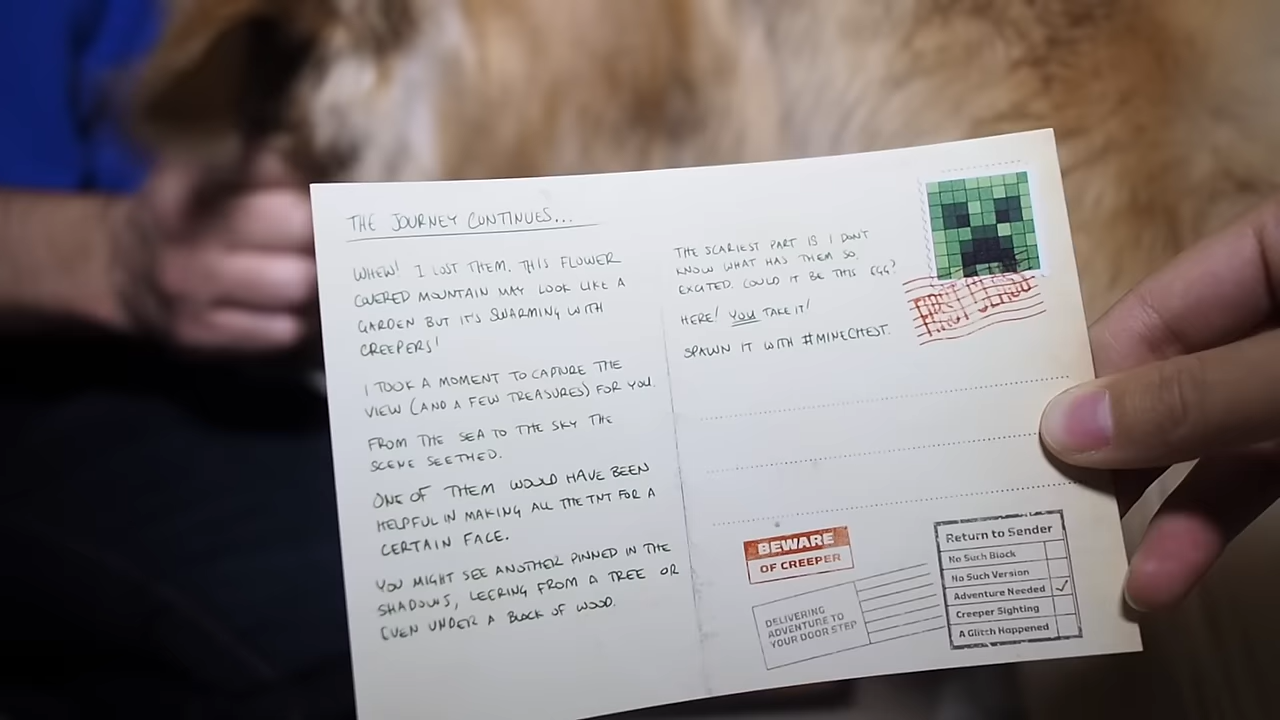 THE JOURNEY CONTINUES...
WHEW! I LOST THEM. THIS FLOWER
COVERED MOUNTAIN MAY LOOK LIKE A
GARDEN BUT IT'S SWARMING WITH
CREEPERS!
I TOOK A MOMENT TO CAPTURE THE
VIEW (AND A FEW TREASURES) FOR YOU.
FROM THE SEA TO THE SKY THE
SCENE SEETHED.
ONE OF THEM WOULD HAVE BEEN
HELPFUL IN MAKING ALL THE TNT FOR A
CERTAIN FACE.
YOU MIGHT SEE ANOTHER PINNED IN THE
SHADOWS, LEERING FROM A TREE OR
EVEN UNDER A BLOCK OF WOOD.
THE SCARIEST PART IS I DON'T
KNOW WHAT HAS THEM SO
EXCITED. COULD IT BE THIS EGG?
HERE! YOU TAKE IT!
SPAWN IT WITH #MINECHEST.
FIRST CLASS
BEWARE
OF CREEPER
DELIVERING
ADVENTURE TO
YOUR DOOR STEP
Return to Sender
No Such Block
No Such Version
Adventure Needed ✓
Creeper Sighting
A Glitch Happened